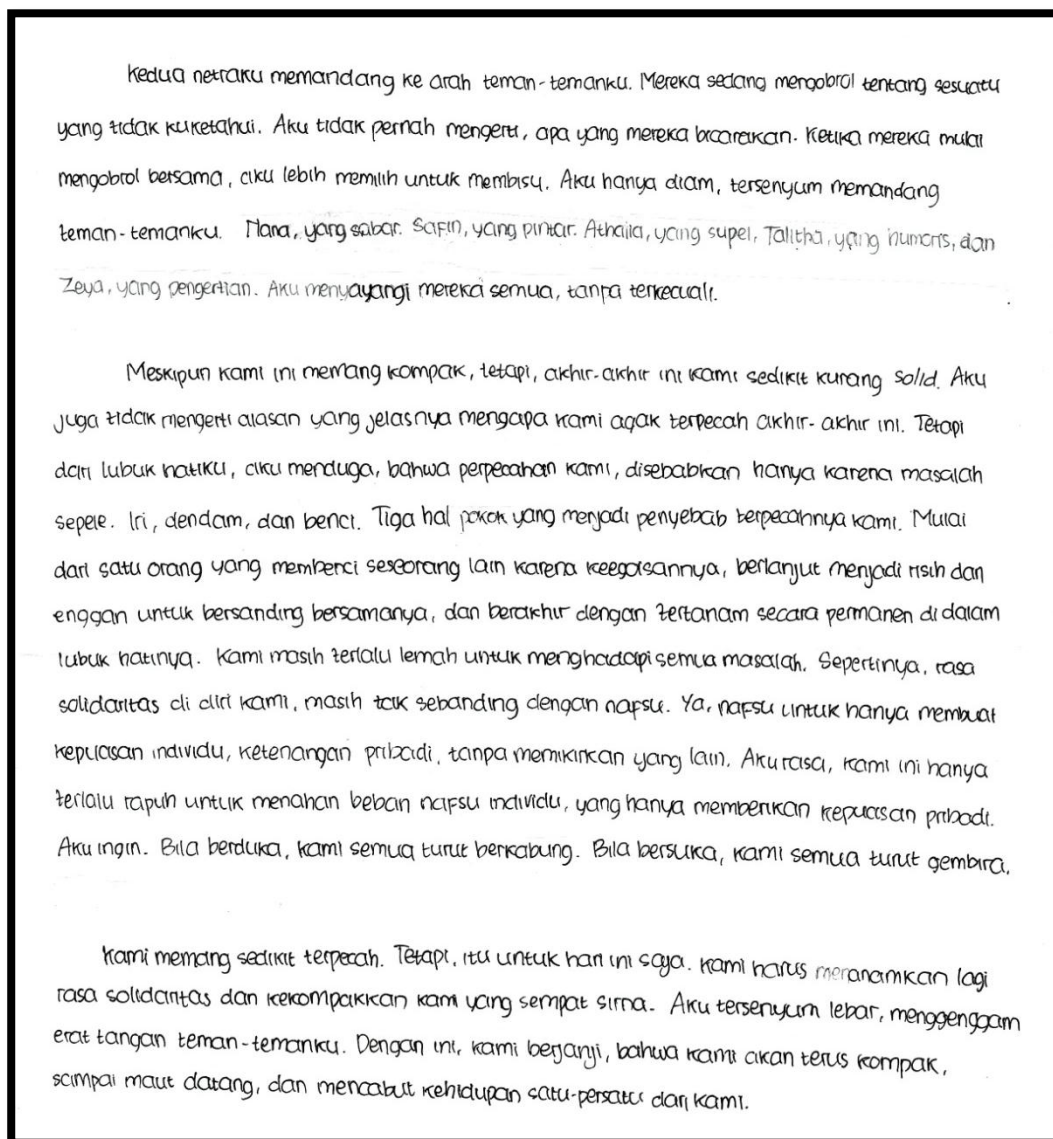 Kedua netraku memandang ke arah teman-temanku. Mereka sedang mengobrol tentang sesuatu
yang tidak kuketahui. Aku tidak pernah mengerti, apa yang mereka bicarakan. Ketika mereka mulai
mengobrol bersama, aku lebih memilih untuk membisu. Aku hanya diam, tersenyum memandang
teman-temanku. Nana, yang sabar. Safin, yang pintar. Athalla, yang supel, Talitha, yang humoris, dan
Zeya, yang pengertian. Aku menyayangi mereka semua, tanpa terkecuali.
Meskipun kami ini memang kompak, tetapi, akhir-akhir ini kami sedikit kurang solid. Aku
juga tidak mengerti alasan yang jelasnya mengapa kami agak terpecah akhir-akhir ini. Tetapi
dari lubuk hatiku, aku menduga, bahwa perpecahan kami, disebabkan hanya karena masalah
sepele. Iri, dendam, dan benci. Tiga hal pokok yang menjadi penyebab terpecahnya kami. Mulai
dari satu orang yang membenci seseorang lain karena keegoisannya, berlanjut menjadi risih dan
enggan untuk bersanding bersamanya, dan berakhir dengan tertanam secara permanen di dalam
lubuk hatinya. Kami masih terlalu lemah untuk menghadapi semua masalah. Sepertinya, rasa
solidaritas di diri kami, masih tak sebanding dengan nafsu. Ya, nafsu untuk hanya membuat
kepuasan individu, ketenangan pribadi, tanpa memikirkan yang lain. Aku rasa, kami ini hanya
terlalu rapuh untuk menahan beban nafsu individu, yang hanya memberikan kepuasan pribadi.
Aku ingin. Bila berduka, kami semua turut berkabung. Bila bersuka, kami semua turut gembira.
Kami memang sedikit terpecah. Tetapi, itu untuk hari ini saja. Kami harus menanamkan lagi
rasa solidaritas dan kekompakkan kami yang sempat sirna. Aku tersenyum lebar, menggenggam
erat tangan teman-temanku. Dengan ini, kami berjanji, bahwa kami akan terus kompak,
sampai maut datang, dan mencabut kehidupan satu-persatu dari kami.